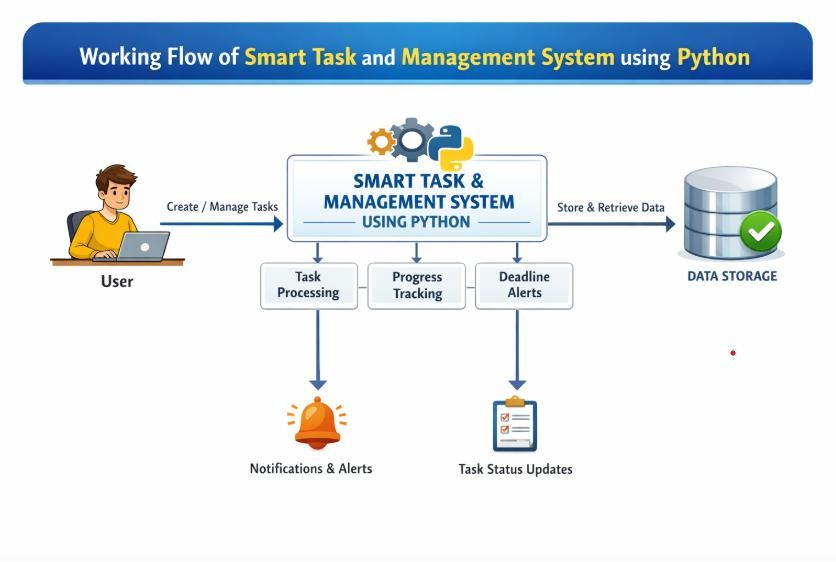 Working Flow of Smart Task and Management System using Python
SMART TASK &
MANAGEMENT SYSTEM
USING PYTHON
Create / Manage Tasks
Store & Retrieve Data
User
DATA STORAGE
Task
Processing
Progress
Tracking
Deadline
Alerts
Notifications & Alerts
Task Status Updates